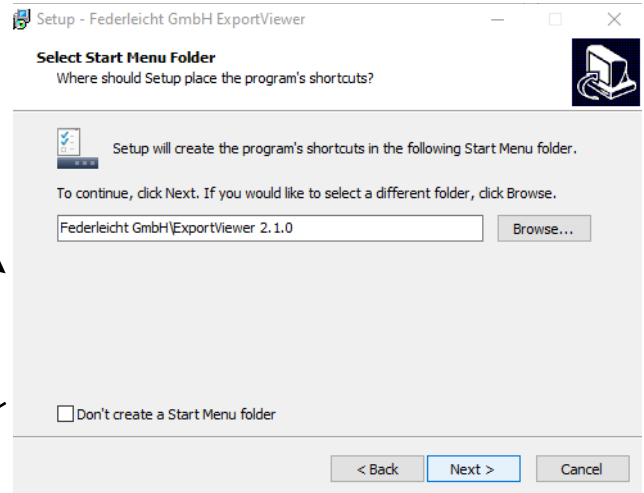 Setup - Federleicht GmbH ExportViewer
Select Start Menu Folder
Where should Setup place the program's shortcuts?
Setup will create the program's shortcuts in the following Start Menu folder.
To continue, click Next. If you would like to select a different folder, click Browse.
Federleicht GmbH\ExportViewer 2.1.0
Browse...
Don't create a Start Menu folder
< Back Next > Cancel